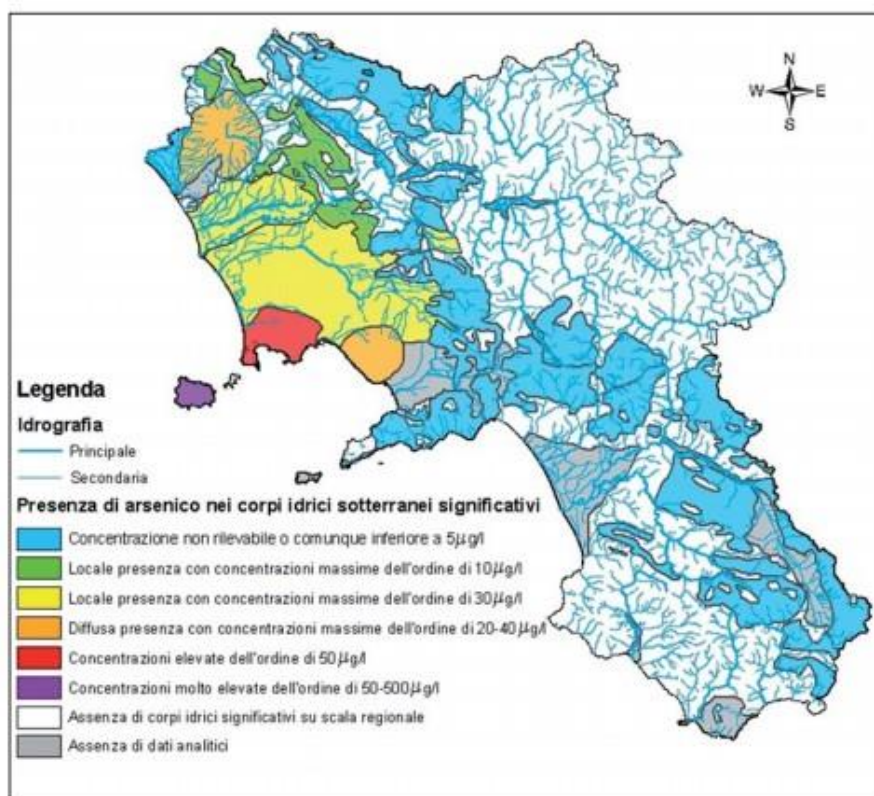 N
W E
S
Legenda
Idrografia
Principale
Secondaria
Presenza di arsenico nei corpi idrici sotterranei significativi
Concentrazione non rilevabile o comunque inferiore a 5µg/l
Locale presenza con concentrazioni massime dell'ordine di 10µg/l
Locale presenza con concentrazioni massime dell'ordine di 30µg/l
Diffusa presenza con concentrazioni massime dell'ordine di 20-40µg/l
Concentrazioni elevate dell'ordine di 50µg/l
Concentrazioni molto elevate dell'ordine di 50-500µg/l
Assenza di corpi idrici significativi su scala regionale
Assenza di dati analitici